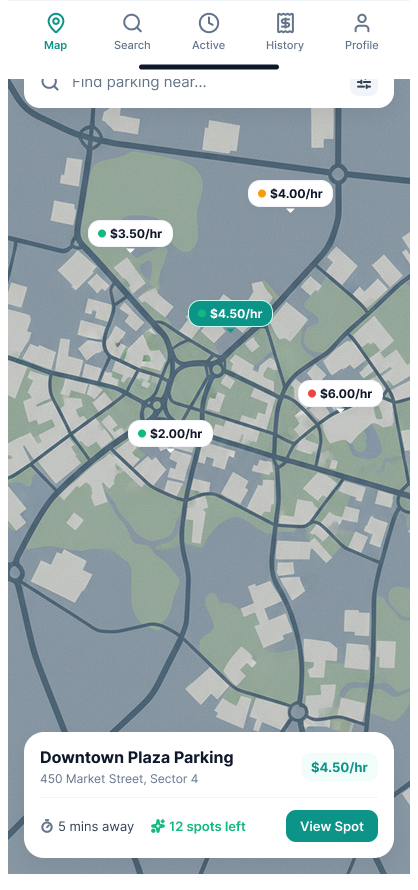 Map
Search
Active
History
Profile
Find parking near...
$4.00/hr
$3.50/hr
$4.50/hr
$6.00/hr
$2.00/hr
Downtown Plaza Parking
$4.50/hr
450 Market Street, Sector 4
5 mins away
12 spots left
View Spot